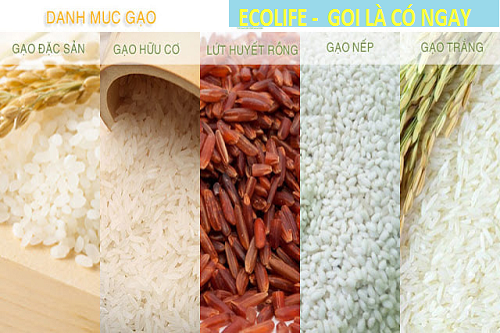 DANH MỤC GẠO
ECOLIFE - GỌI LÀ CÓ NGAY
GẠO ĐẶC SẢN
GẠO HỮU CƠ
LỨT HUYẾT RỒNG
GẠO NẾP
GẠO TRẮNG